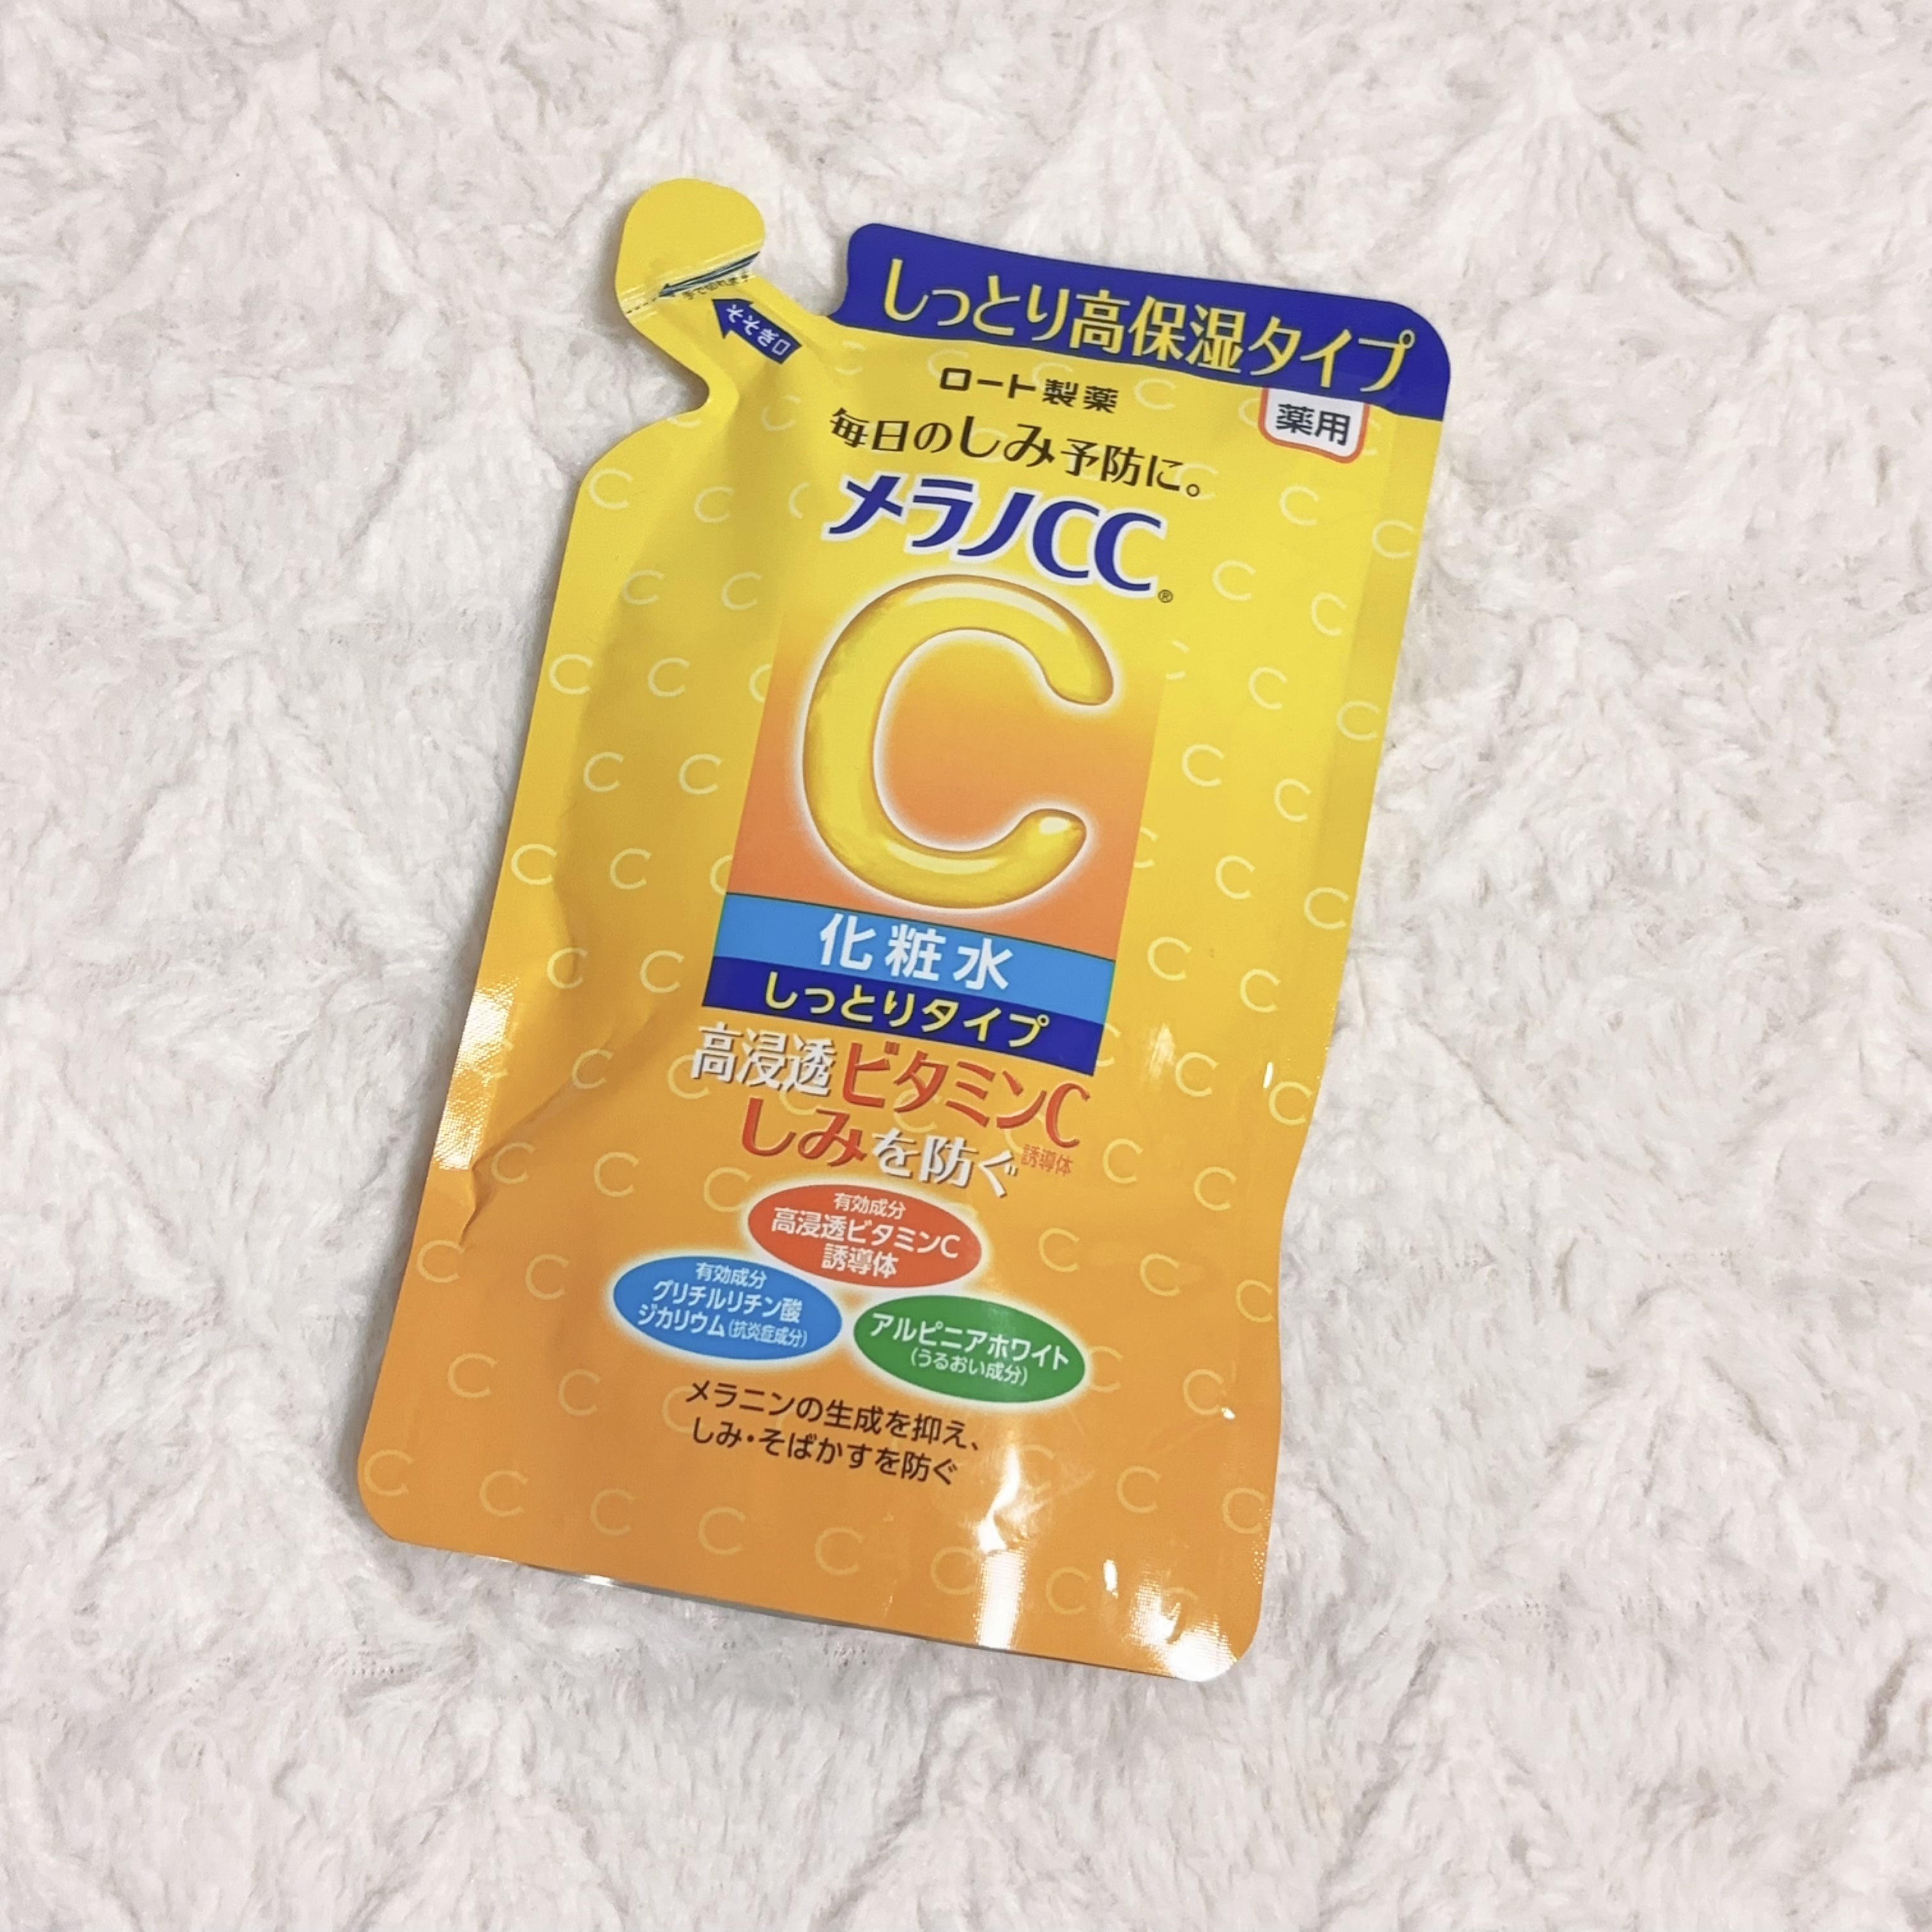 しっとり高保湿タイプ
そそぎ口
手で切れます
ロート製薬
薬用
毎日のしみ予防に。
メラノCC®
C
化粧水
しっとりタイプ
高浸透ビタミンC
誘導体
しみを防ぐ
有効成分
高浸透ビタミンC
誘導体
有効成分
グリチルリチン酸
ジカリウム(抗炎症成分)
アルピニアホワイト
(うるおい成分)
メラニンの生成を抑え、
しみ・そばかすを防ぐ